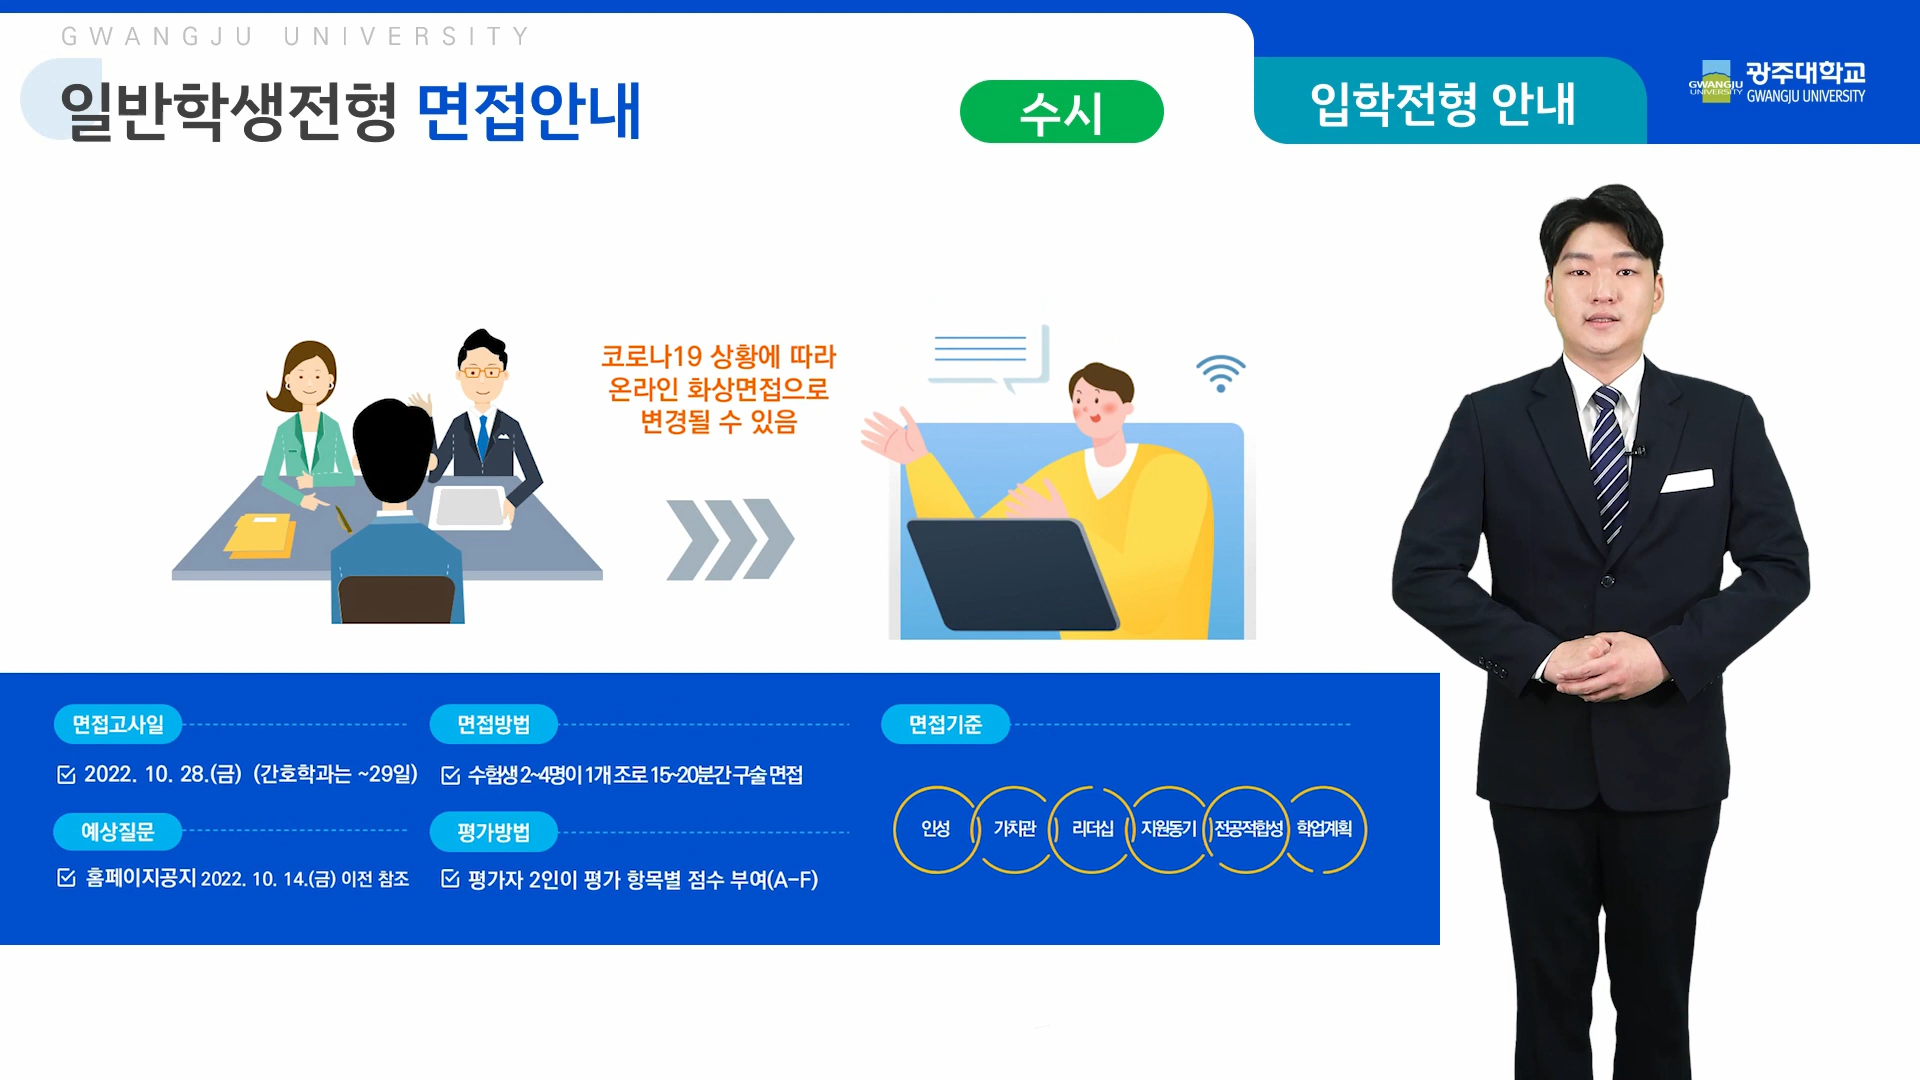 GWANGJU UNIVERSITY
일반학생전형 면접안내
수시
입학전형 안내
GWANGJU
UNIVERSITY
광주대학교
GWANGJU UNIVERSITY
코로나19 상황에 따라
온라인 화상면접으로
변경될 수 있음
면접고사일
2022. 10. 28.(금) (간호학과는 ~29일)
예상질문
홈페이지공지 2022. 10. 14.(금) 이전 참조
면접방법
수험생 2~4명이 1개 조로 15~20분간 구술 면접
평가방법
평가자 2인이 평가 항목별 점수 부여(A-F)
면접기준
인성
가치관
리더십
지원동기
전공적합성
학업계획